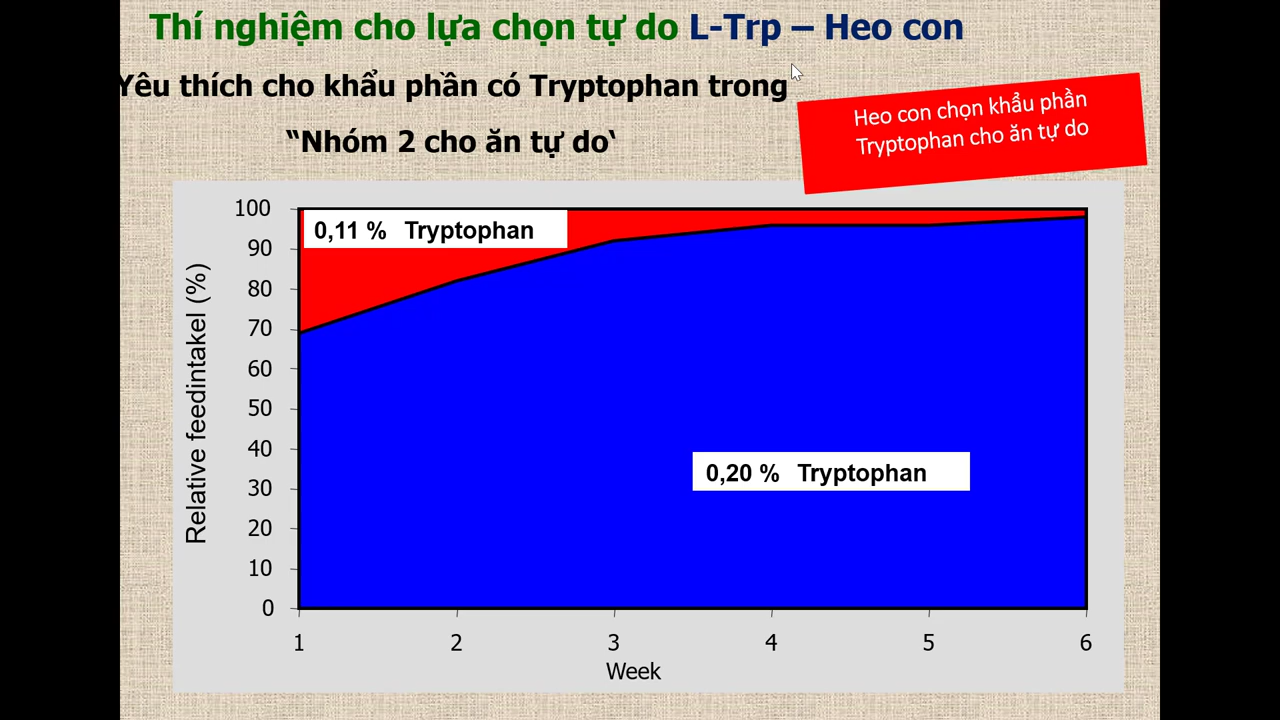 Thí nghiệm cho lựa chọn tự do L-Trp – Heo con
Yêu thích cho khẩu phần có Tryptophan trong
“Nhóm 2 cho ăn tự do‘
Heo con chọn khẩu phần
Tryptophan cho ăn tự do
0,11 % Tryptophan
0,20 % Tryptophan
Relative feedintakel (%)
100
90
80
70
60
50
40
30
20
10
0
1 2 3 4 5 6
Week